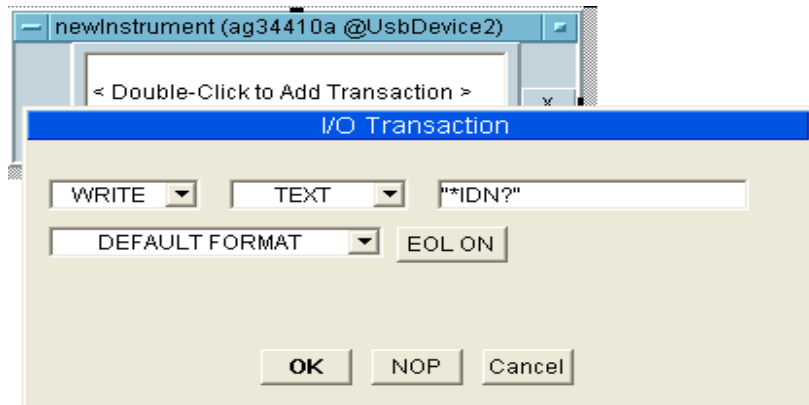 newInstrument (ag34410a @UsbDevice2)
< Double-Click to Add Transaction >
x
I/O Transaction
WRITE TEXT "*IDN?"
DEFAULT FORMAT EOL ON
OK NOP Cancel